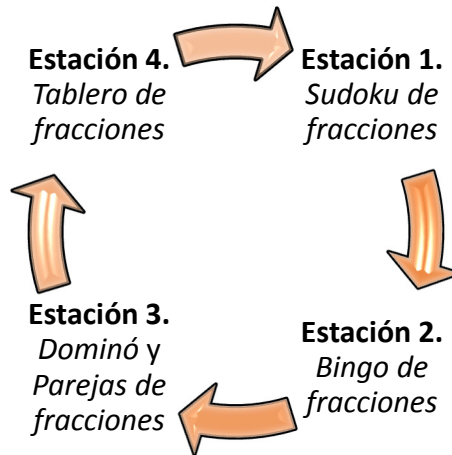 Estación 4.
Tablero de
fracciones
Estación 1.
Sudoku de
fracciones
Estación 3.
Dominó y
Parejas de
fracciones
Estación 2.
Bingo de
fracciones